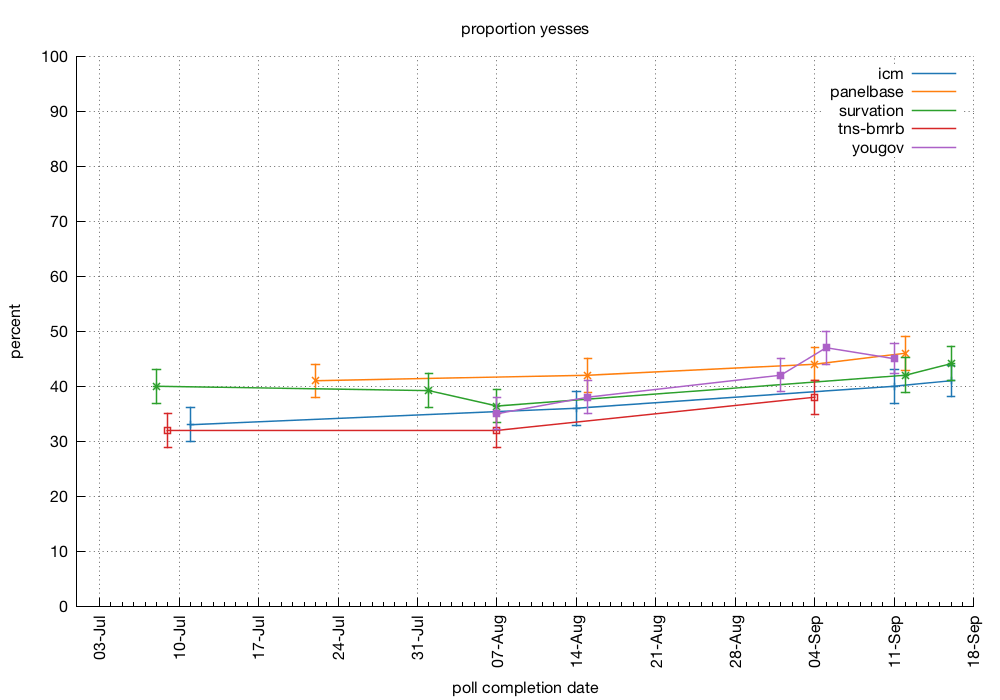 proportion yesses
icm
panelbase
survation
tns-bmrb
yougov
100
90
80
70
60
50
40
30
20
10
0
percent
03-Jul
10-Jul
17-Jul
24-Jul
31-Jul
07-Aug
14-Aug
21-Aug
28-Aug
04-Sep
11-Sep
18-Sep
poll completion date